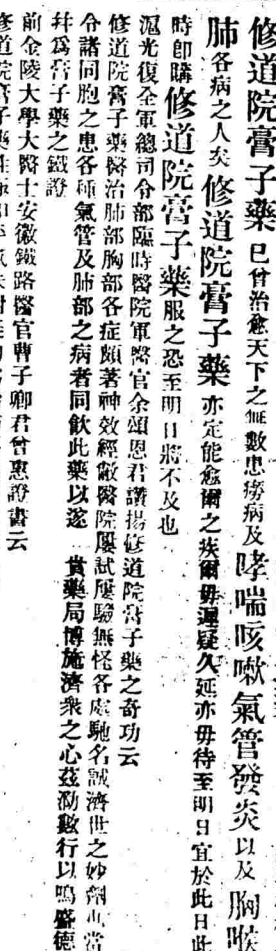 修道院膏子藥 已曾治愈天下之無數患癆病及哮喘咳嗽氣管發炎以及胸喉
肺各病之人矣 修道院膏子藥 亦定能愈爾之疾爾毋遲疑久延亦毋待至明日宜於此日此
時卽購修道院膏子藥服之恐至明日將不及也
滬光復全軍總司令部臨時醫院軍醫官余頌恩君讚揚修道院膏子藥之奇功云
修道院膏子藥醫治肺部胸部各症頗著神效經敝醫院屢試屢驗無怪各處馳名誠濟世之妙劑也當
令諸同胞之患各種氣管及肺部之病者同飲此藥以遂 貴藥局博施濟衆之心茲泐數行以鳴盛德
幷爲膏子藥之鐵證
前金陵大學大醫士安徽鐵路醫官曹子卿君曾惠證書云
修道院膏子藥